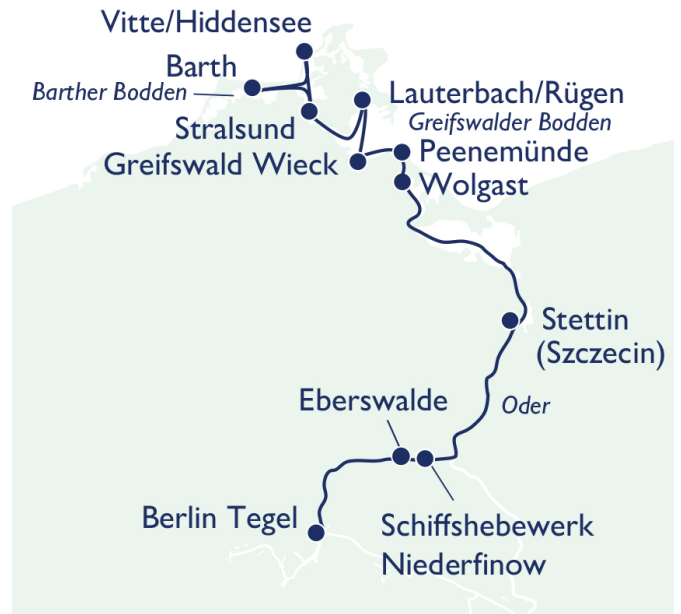 Vitte/Hiddensee
Barth
Barther Bodden
Lauterbach/Rügen
Greifswalder Bodden
Stralsund
Greifswald Wieck
Peenemünde
Wolgast
Stettin
(Szczecin)
Eberswalde
Oder
Berlin Tegel
Schiffshebewerk
Niederfinow